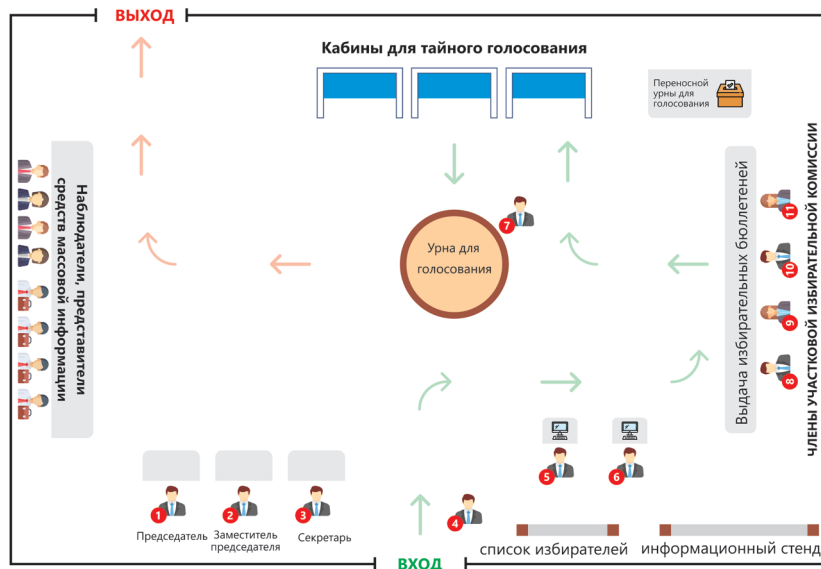 ВЫХОД
Кабины для тайного голосования
Переносной
урны для
голосования
Наблюдатели, представители
средств массовой информации
7
Урна для
голосования
Выдача избирательных бюллетеней
11
10
9
8
ЧЛЕНЫ УЧАСТКОВОЙ ИЗБИРАТЕЛЬНОЙ КОМИССИИ
5
6
1
2
3
4
Председатель
Заместитель
председателя
Секретарь
список избирателей
информационный стенд
ВХОД